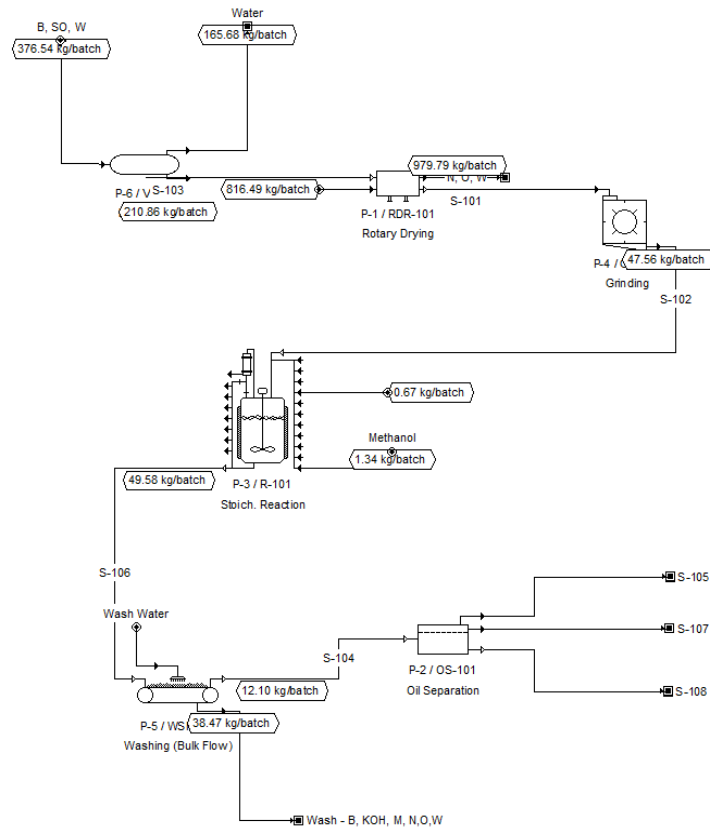 B, SO, W
376.54 kg/batch
Water
165.68 kg/batch
P-6 / V
S-103
210.86 kg/batch
816.49 kg/batch
979.79 kg/batch
N, O, W
S-101
P-1 / RDR-101
Rotary Drying
P-4 /
47.56 kg/batch
Grinding
S-102
0.67 kg/batch
Methanol
1.34 kg/batch
49.58 kg/batch
P-3 / R-101
Stoich. Reaction
S-106
Wash Water
S-104
12.10 kg/batch
S-105
S-107
S-108
P-2 / OS-101
Oil Separation
P-5 / WS
38.47 kg/batch
Washing (Bulk Flow)
Wash - B, KOH, M, N,O,W